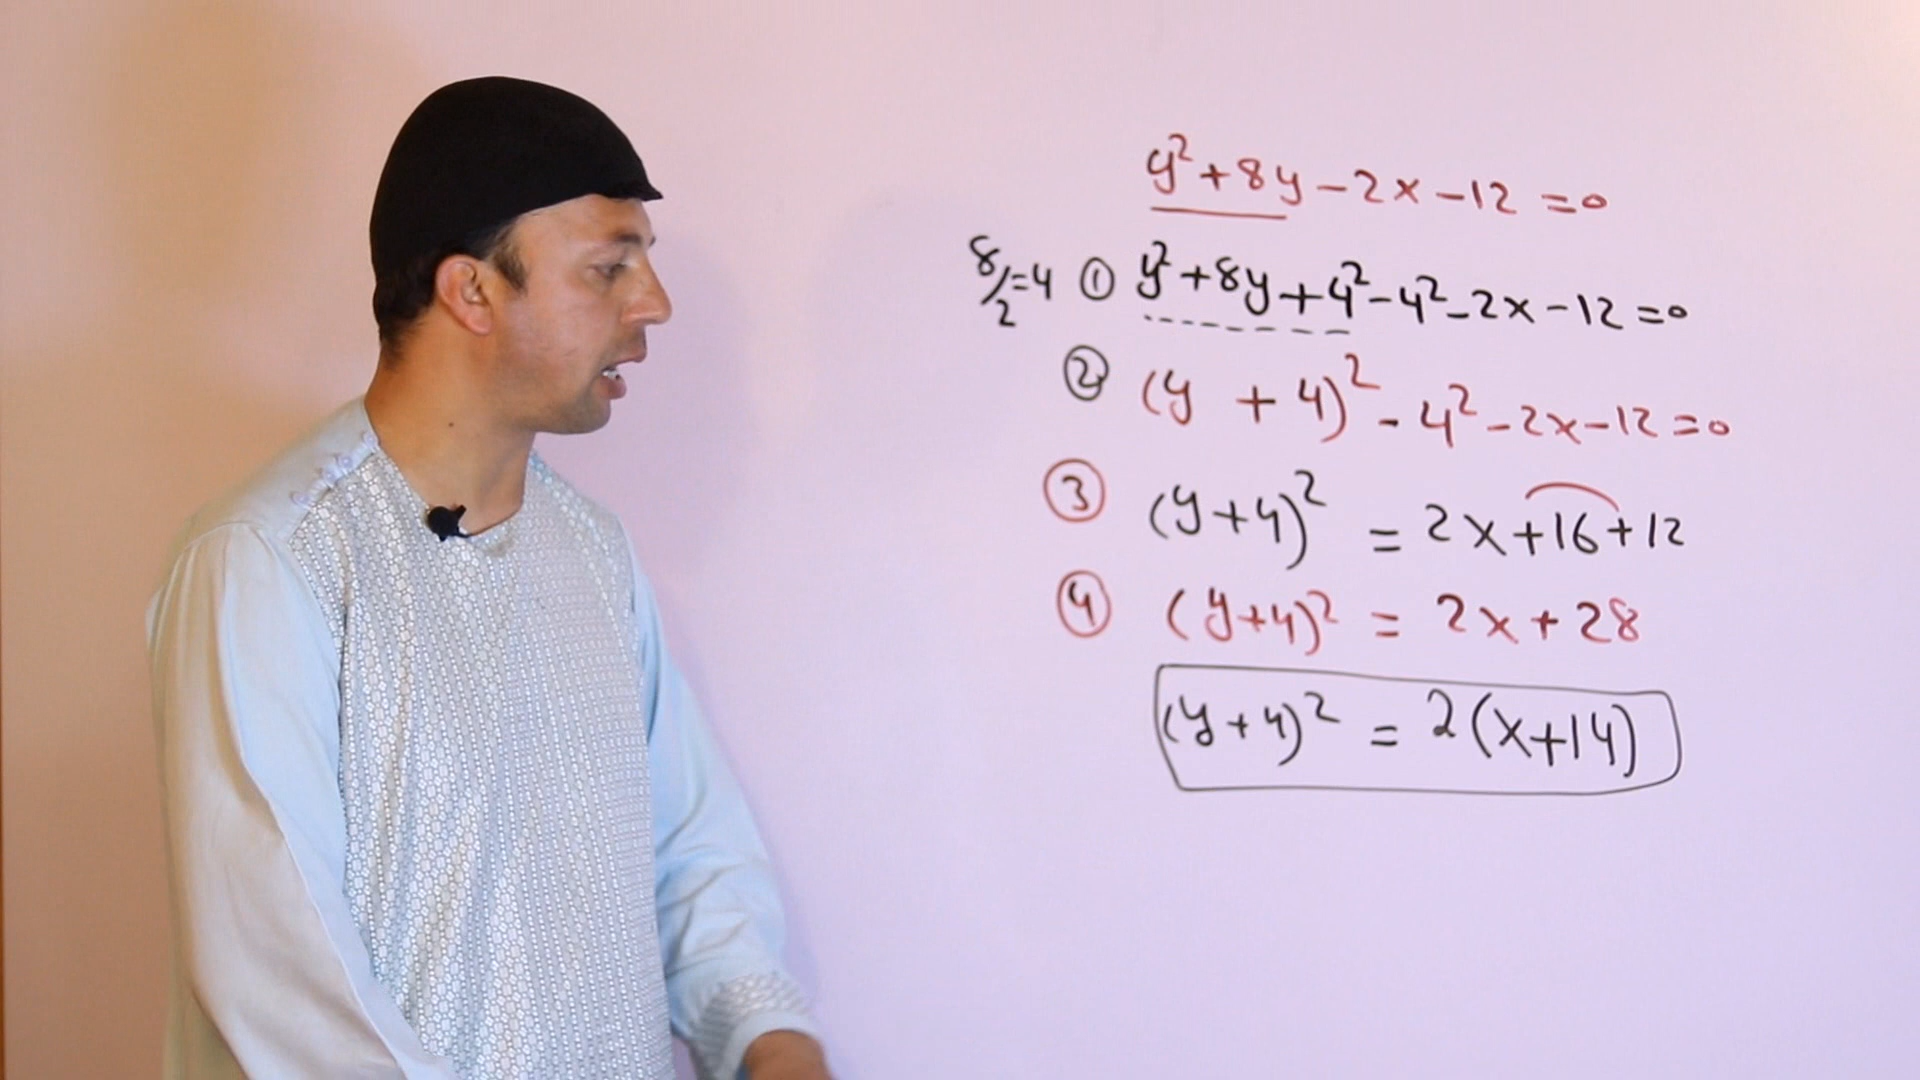 y²+8y-2x-12=0
8/2=4 ① y²+8y+4²-4²-2x-12=0
② (y+4)²-4²-2x-12=0
③ (y+4)²=2x+16+12
④ (y+4)²=2x+28
(y+4)²=2(x+14)